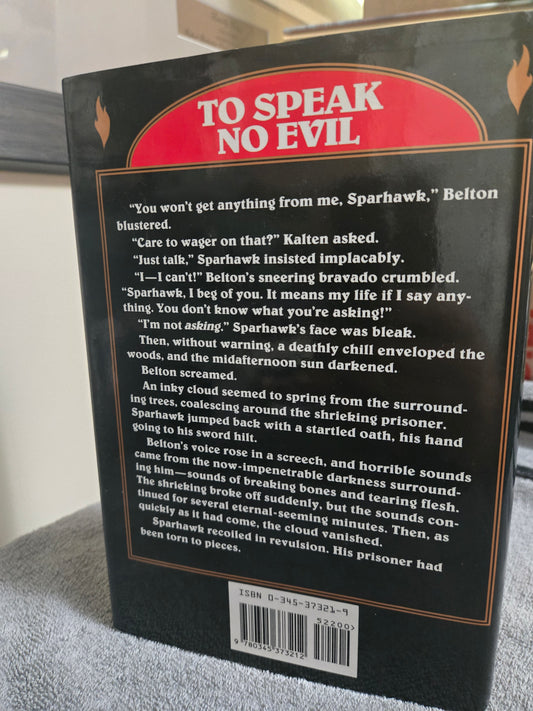 TO SPEAK
NO EVIL
“You won't get anything from me, Sparhawk,” Belton
blustered.
“Care to wager on that?” Kalten asked.
“Just talk,” Sparhawk insisted implacably.
“I—I can't!” Belton's sneering bravado crumbled.
“Sparhawk, I beg of you. It means my life if I say any-
thing. You don't know what you're asking!”
“I'm not asking.” Sparhawk's face was bleak.
Then, without warning, a deathly chill enveloped the
woods, and the midafternoon sun darkened.
Belton screamed.
An inky cloud seemed to spring from the surround-
ing trees, coalescing around the shrieking prisoner.
Sparhawk jumped back with a startled oath, his hand
going to his sword hilt.
Belton's voice rose in a screech, and horrible sounds
came from the now-impenetrable darkness surround-
ing him—sounds of breaking bones and tearing flesh.
The shrieking broke off suddenly, but the sounds con-
tinued for several eternal-seeming minutes. Then, as
quickly as it had come, the cloud vanished.
Sparhawk recoiled in revulsion. His prisoner had
been torn to pieces.
ISBN 0-345-37321-9
52200>
9 780345 373212